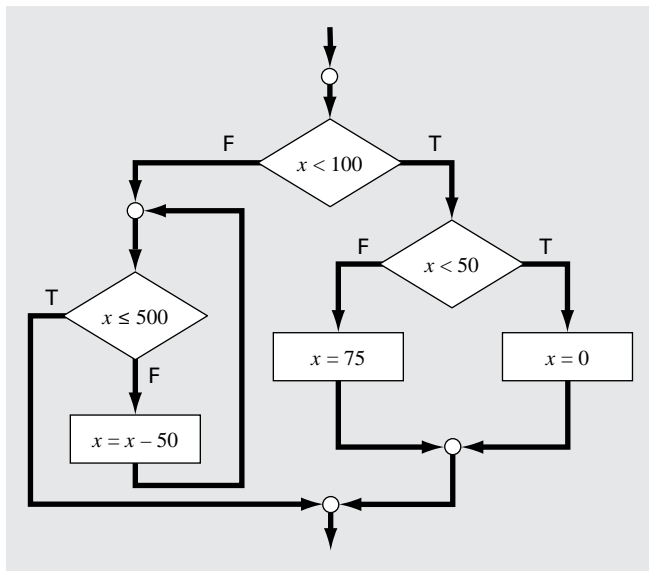 F
T
x < 100
F
T
x < 50
T
x ≤ 500
F
x = 75
x = 0
x = x – 50